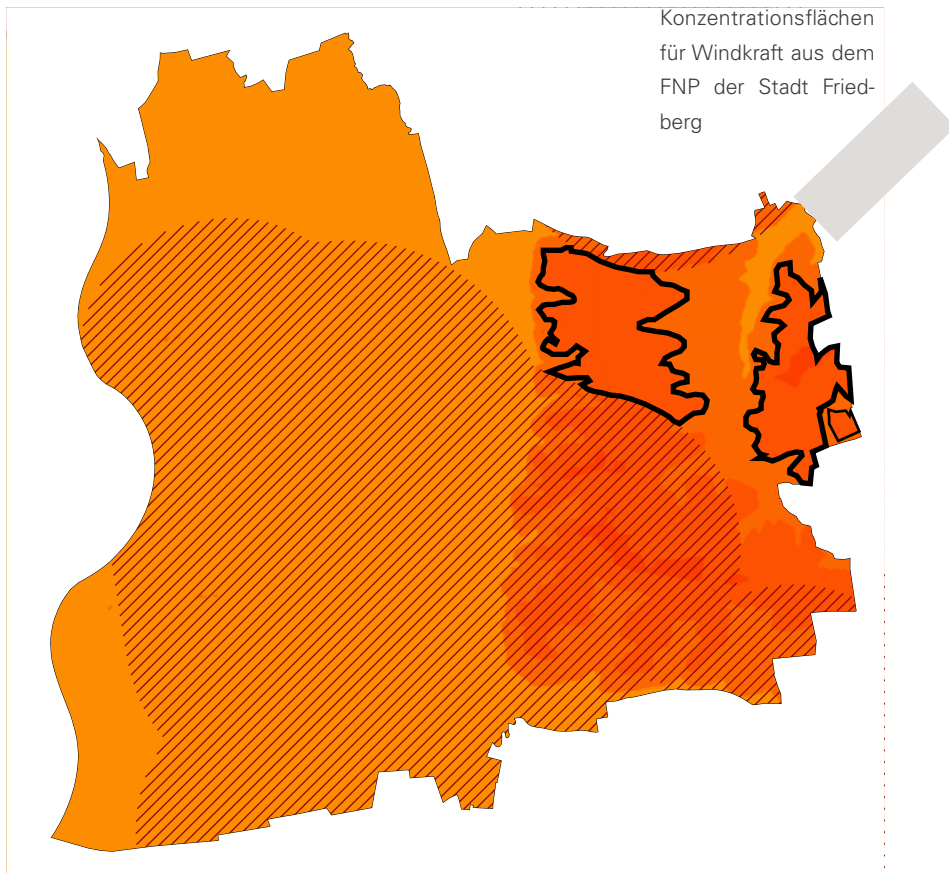 Konzentrationsflächen
für Windkraft aus dem
FNP der Stadt Fried-
berg